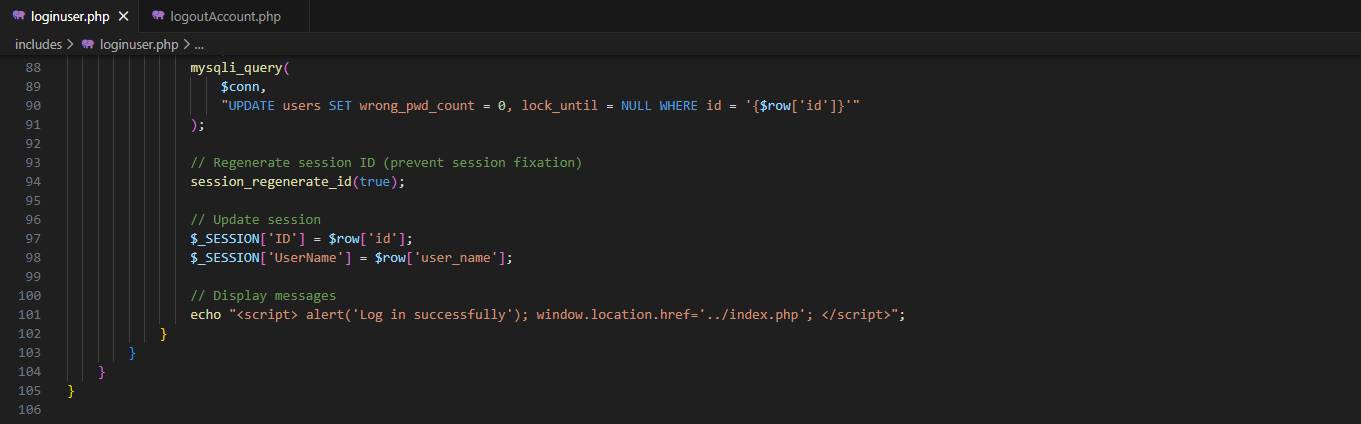 loginuser.php × logoutAccount.php
includes > loginuser.php > ...
88 mysqli_query(
89 $conn,
90 "UPDATE users SET wrong_pwd_count = 0, lock_until = NULL WHERE id = '{$row['id']}'"
91 );
92
93 // Regenerate session ID (prevent session fixation)
94 session_regenerate_id(true);
95
96 // Update session
97 $_SESSION['ID'] = $row['id'];
98 $_SESSION['UserName'] = $row['user_name'];
99
100 // Display messages
101 echo "<script> alert('Log in successfully'); window.location.href='../index.php'; </script>";
102 }
103 }
104 }
105 }
106